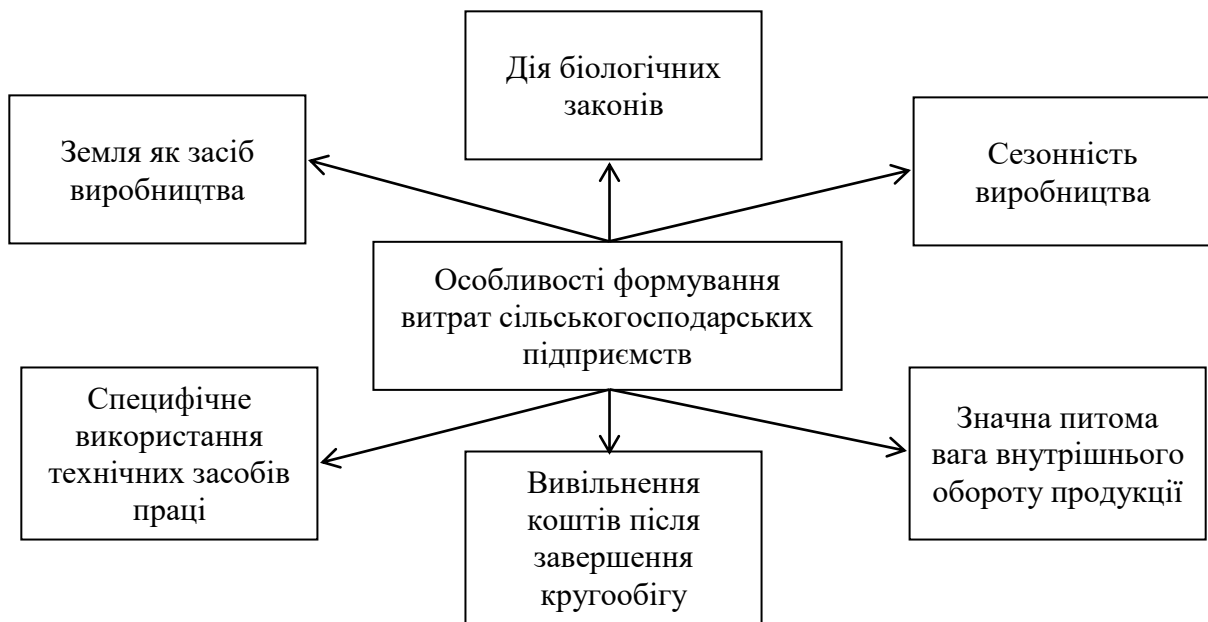 Дія біологічних
законів
Земля як засіб
виробництва
Сезонність
виробництва
Особливості формування
витрат сільськогосподарських
підприємств
Специфічне
використання
технічних засобів
праці
Вивільнення
коштів після
завершення
кругообігу
Значна питома
вага внутрішнього
обороту продукції